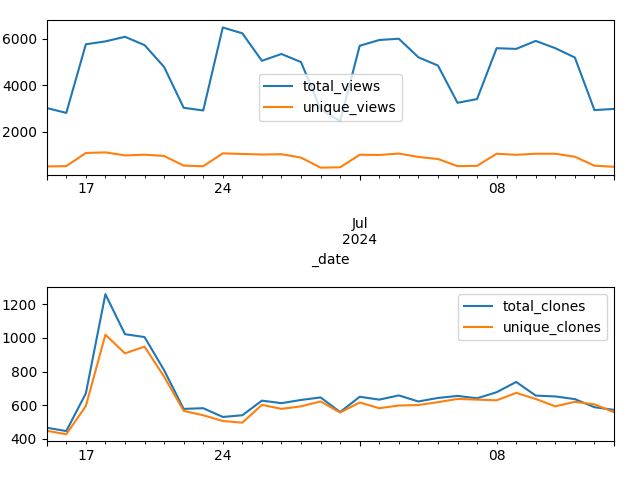 6000
4000
2000
total_views
unique_views
17
24
08
Jul
2024
_date
1200
1000
800
600
400
total_clones
unique_clones
17
24
08